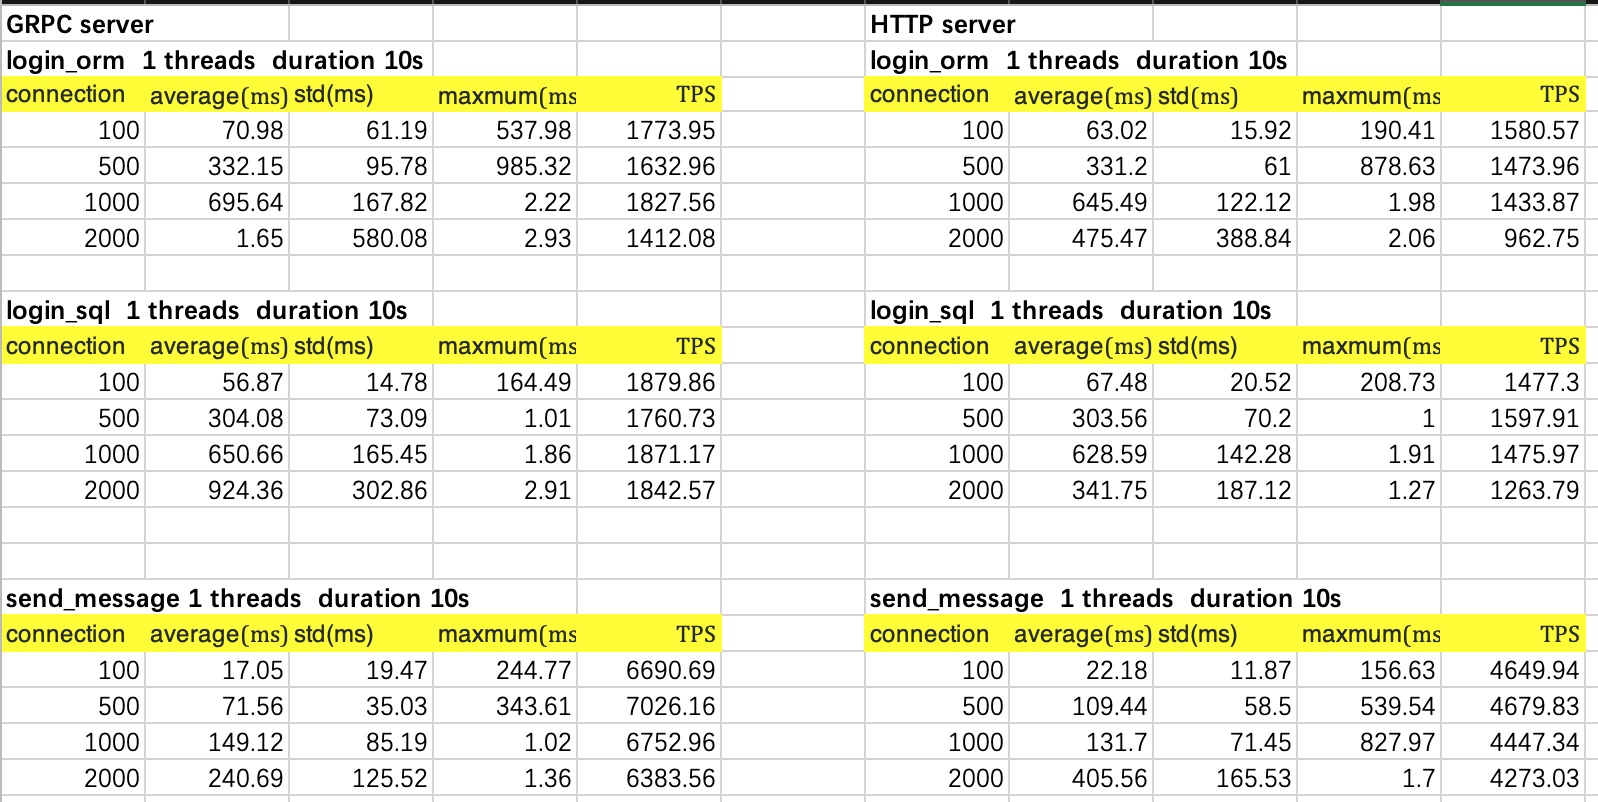 GRPC server HTTP server
login_orm 1 threads duration 10s login_orm 1 threads duration 10s
connection average(ms) std(ms) maxmum(ms TPS connection average(ms) std(ms) maxmum(ms TPS
100 70.98 61.19 537.98 1773.95 100 63.02 15.92 190.41 1580.57
500 332.15 95.78 985.32 1632.96 500 331.2 61 878.63 1473.96
1000 695.64 167.82 2.22 1827.56 1000 645.49 122.12 1.98 1433.87
2000 1.65 580.08 2.93 1412.08 2000 475.47 388.84 2.06 962.75
login_sql 1 threads duration 10s login_sql 1 threads duration 10s
connection average(ms) std(ms) maxmum(ms TPS connection average(ms) std(ms) maxmum(ms TPS
100 56.87 14.78 164.49 1879.86 100 67.48 20.52 208.73 1477.3
500 304.08 73.09 1.01 1760.73 500 303.56 70.2 1 1597.91
1000 650.66 165.45 1.86 1871.17 1000 628.59 142.28 1.91 1475.97
2000 924.36 302.86 2.91 1842.57 2000 341.75 187.12 1.27 1263.79
send_message 1 threads duration 10s send_message 1 threads duration 10s
connection average(ms) std(ms) maxmum(ms TPS connection average(ms) std(ms) maxmum(ms TPS
100 17.05 19.47 244.77 6690.69 100 22.18 11.87 156.63 4649.94
500 71.56 35.03 343.61 7026.16 500 109.44 58.5 539.54 4679.83
1000 149.12 85.19 1.02 6752.96 1000 131.7 71.45 827.97 4447.34
2000 240.69 125.52 1.36 6383.56 2000 405.56 165.53 1.7 4273.03